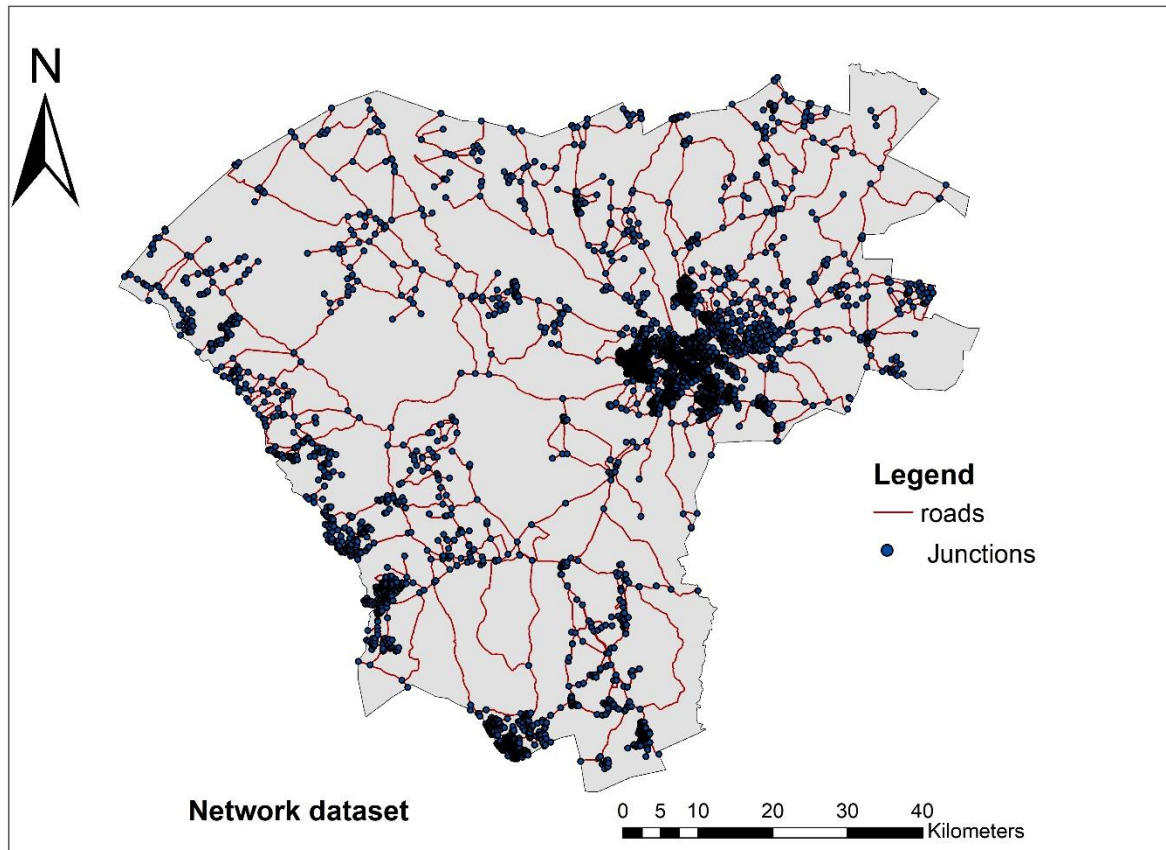 N
Legend
roads
Junctions
Network dataset
0 5 10 20 30 40
Kilometers